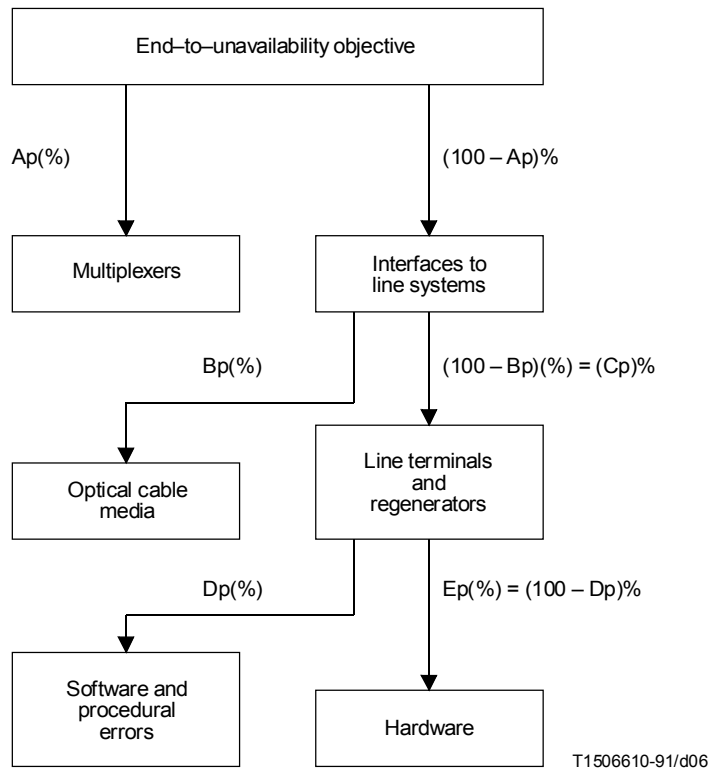 End–to–unavailability objective
Ap(%)
(100 – Ap)%
Multiplexers
Interfaces to
line systems
Bp(%)
(100 – Bp)(%) = (Cp)%
Optical cable
media
Line terminals
and
regenerators
Dp(%)
Ep(%) = (100 – Dp)%
Software and
procedural
errors
Hardware
T1506610-91/d06